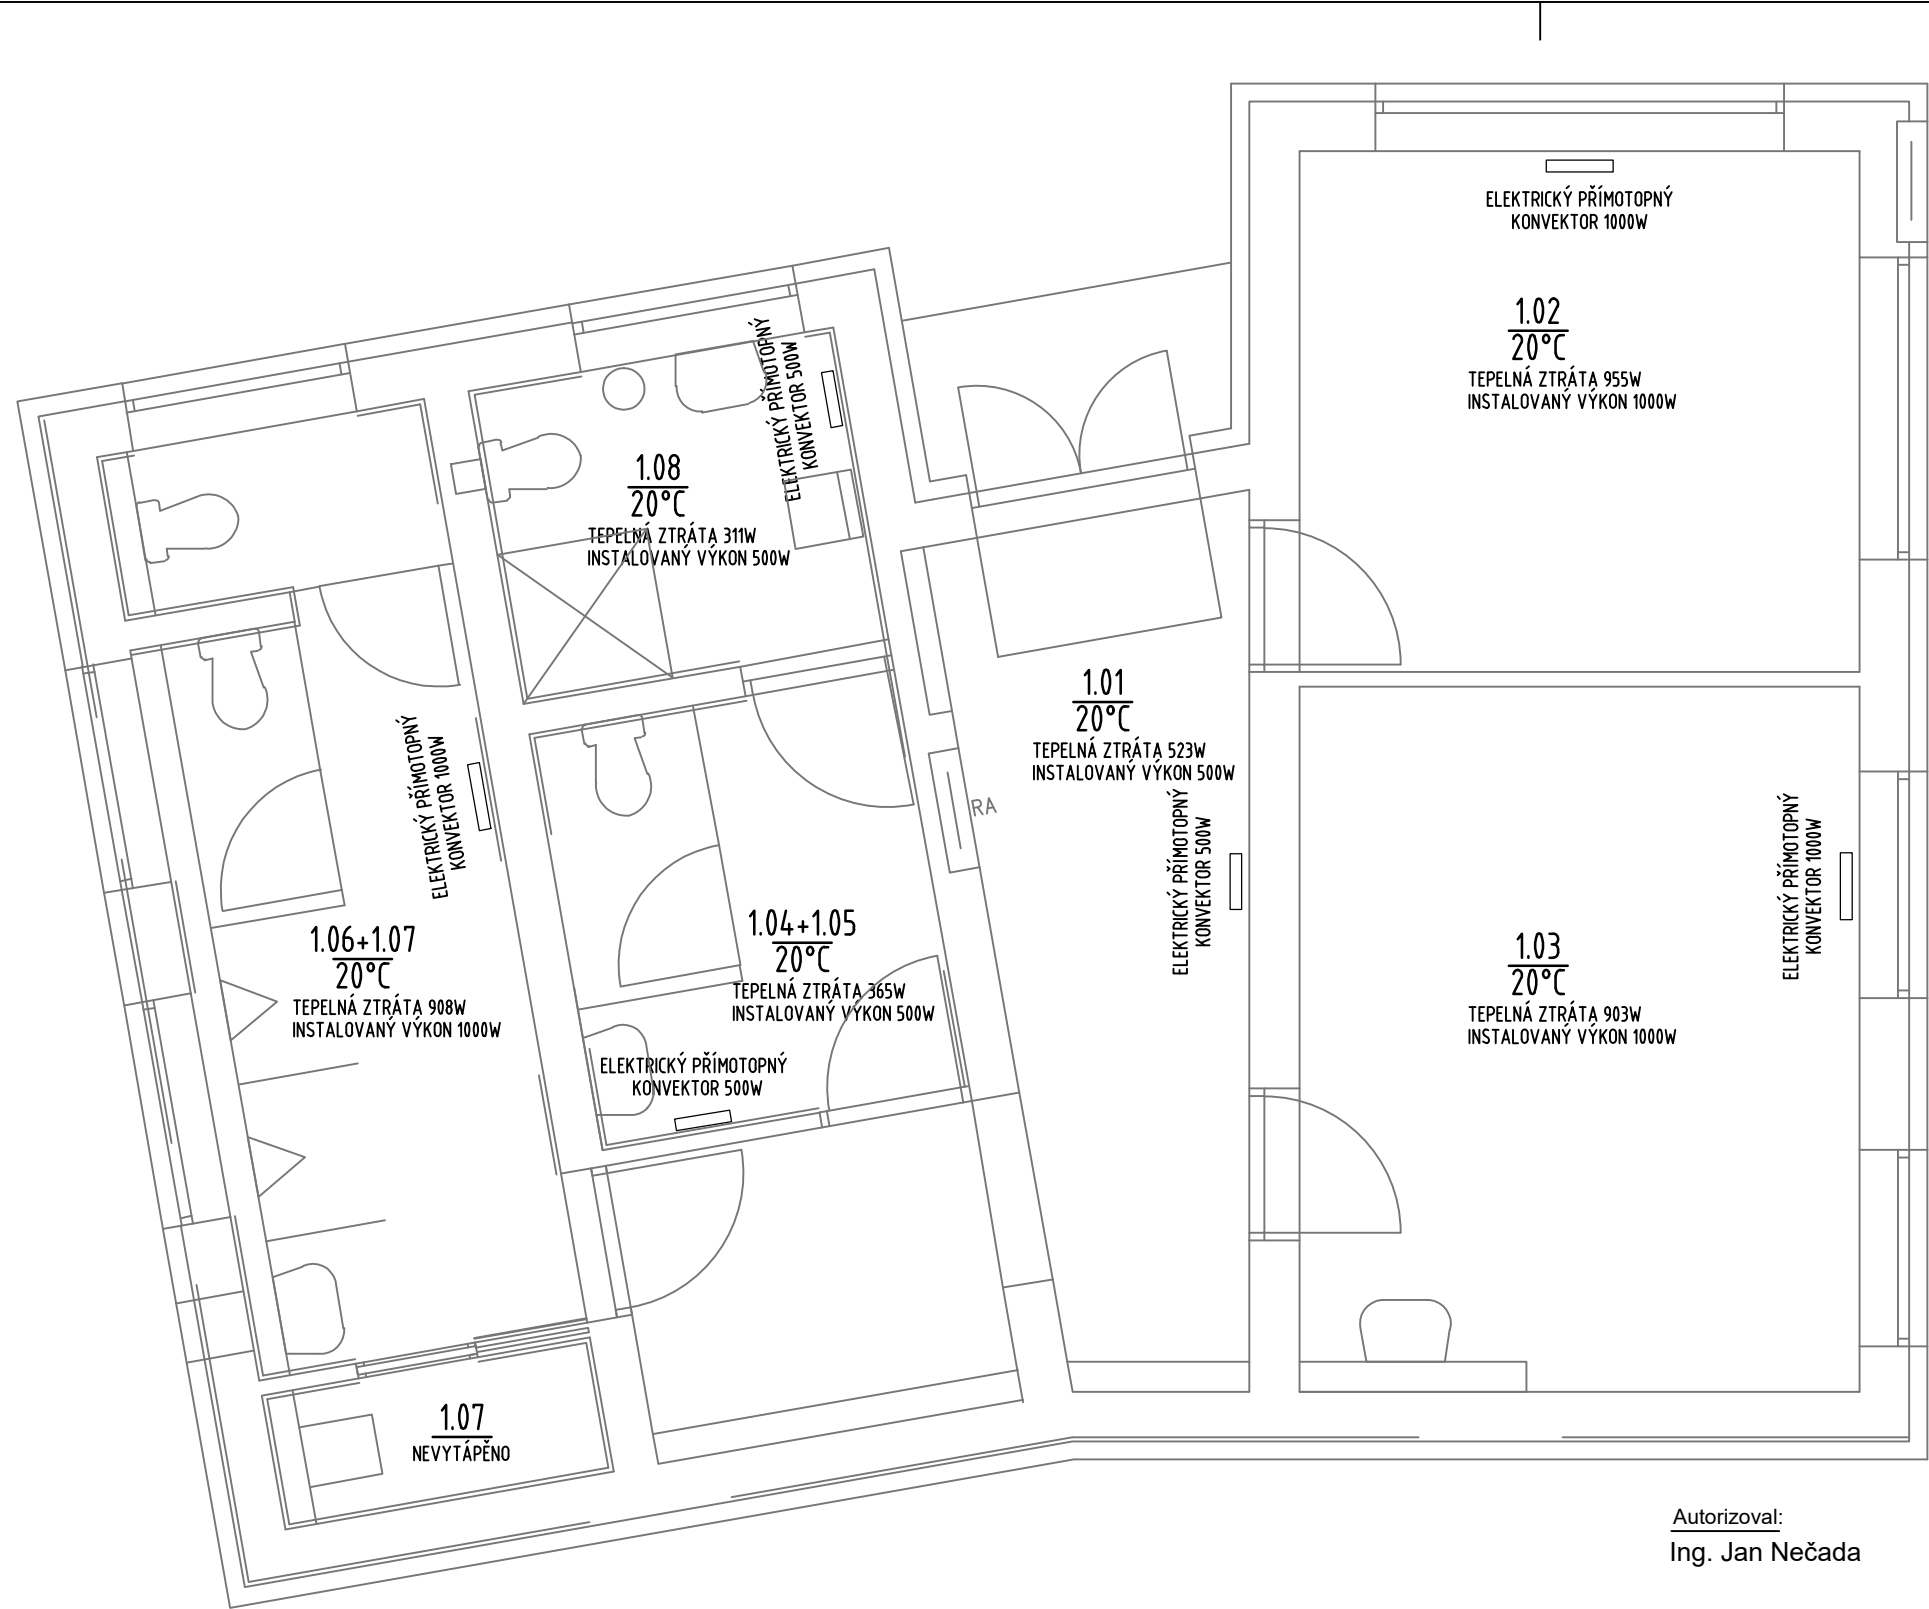 ELEKTRICKÝ PŘÍMOTOPNÝ
KONVEKTOR 1000W
1.02
20°C
TEPELNÁ ZTRÁTA 955W
INSTALOVANÝ VÝKON 1000W
ELEKTRICKÝ PŘÍMOTOPNÝ
KONVEKTOR 500W
1.08
20°C
TEPELNÁ ZTRÁTA 311W
INSTALOVANÝ VÝKON 500W
1.01
20°C
TEPELNÁ ZTRÁTA 523W
INSTALOVANÝ VÝKON 500W
ELEKTRICKÝ PŘÍMOTOPNÝ
KONVEKTOR 500W
RA
ELEKTRICKÝ PŘÍMOTOPNÝ
KONVEKTOR 1000W
1.06+1.07
20°C
TEPELNÁ ZTRÁTA 908W
INSTALOVANÝ VÝKON 1000W
1.04+1.05
20°C
TEPELNÁ ZTRÁTA 365W
INSTALOVANÝ VÝKON 500W
ELEKTRICKÝ PŘÍMOTOPNÝ
KONVEKTOR 500W
ELEKTRICKÝ PŘÍMOTOPNÝ
KONVEKTOR 1000W
1.03
20°C
TEPELNÁ ZTRÁTA 903W
INSTALOVANÝ VÝKON 1000W
1.07
NEVYTÁPĚNO
Autorizoval:
Ing. Jan Nečada